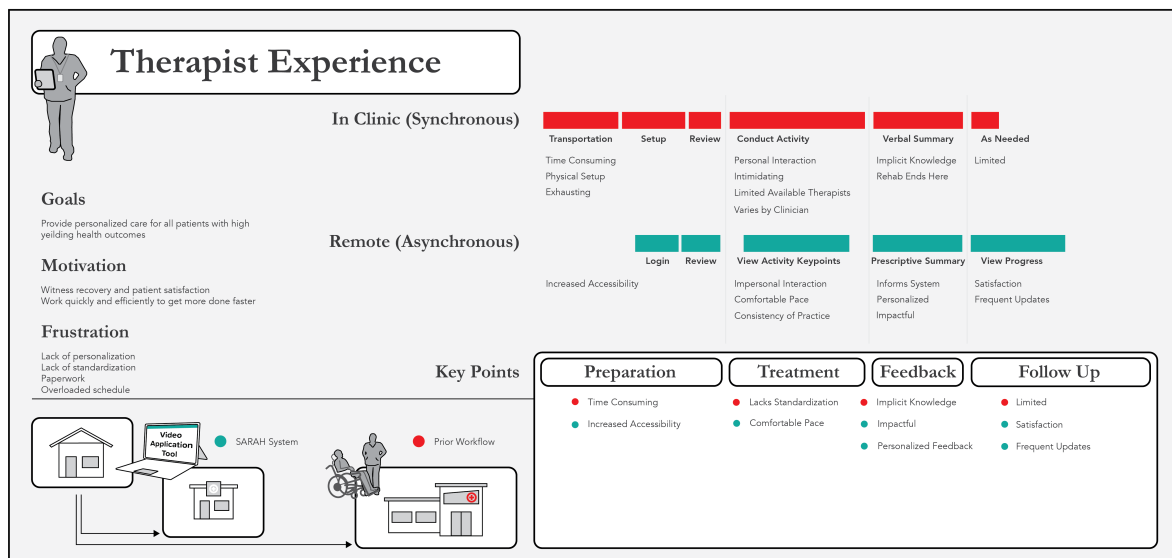 Therapist Experience
In Clinic (Synchronous)
Transportation
Setup
Review
Conduct Activity
Verbal Summary
As Needed
Time Consuming
Physical Setup
Exhausting
Personal Interaction
Intimidating
Limited Available Therapists
Varies by Clinician
Implicit Knowledge
Rehab Ends Here
Limited
Goals
Provide personalized care for all patients with high
yeilding health outcomes
Motivation
Witness recovery and patient satisfaction
Work quickly and efficiently to get more done faster
Frustration
Lack of personalization
Lack of standardization
Paperwork
Overloaded schedule
Remote (Asynchronous)
Login
Review
View Activity Keypoints
Prescriptive Summary
View Progress
Increased Accessibility
Impersonal Interaction
Comfortable Pace
Consistency of Practice
Informs System
Personalized
Impactful
Satisfaction
Frequent Updates
Key Points
Preparation
Treatment
Feedback
Follow Up
Time Consuming
Increased Accessibility
Lacks Standardization
Comfortable Pace
Implicit Knowledge
Impactful
Personalized Feedback
Limited
Satisfaction
Frequent Updates
Video
Application
Tool
SARAH System
Prior Workflow